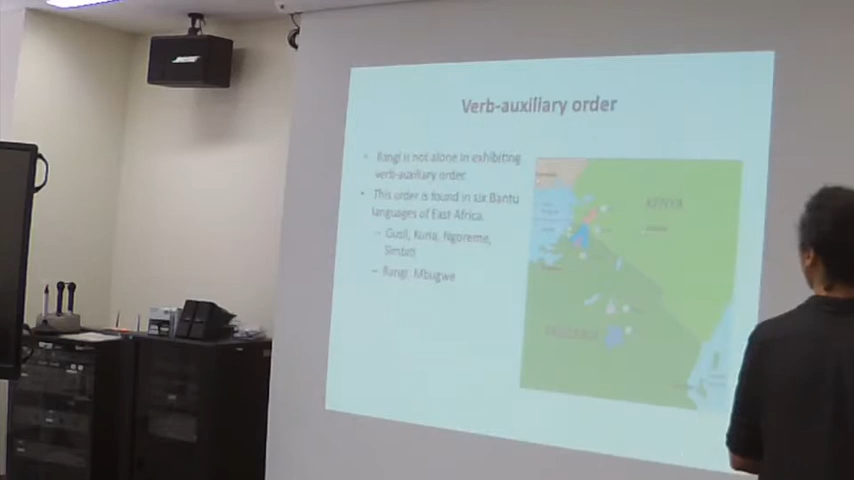 BOSE
Verb-auxiliary order
• Rangi is not alone in exhibiting
verb-auxiliary order.
• This order is found in six Bantu
languages of East Africa.
– Gusii, Kuria, Ngoreme,
Simbiti
– Rangi, Mbugwe
KENYA
TANZANIA